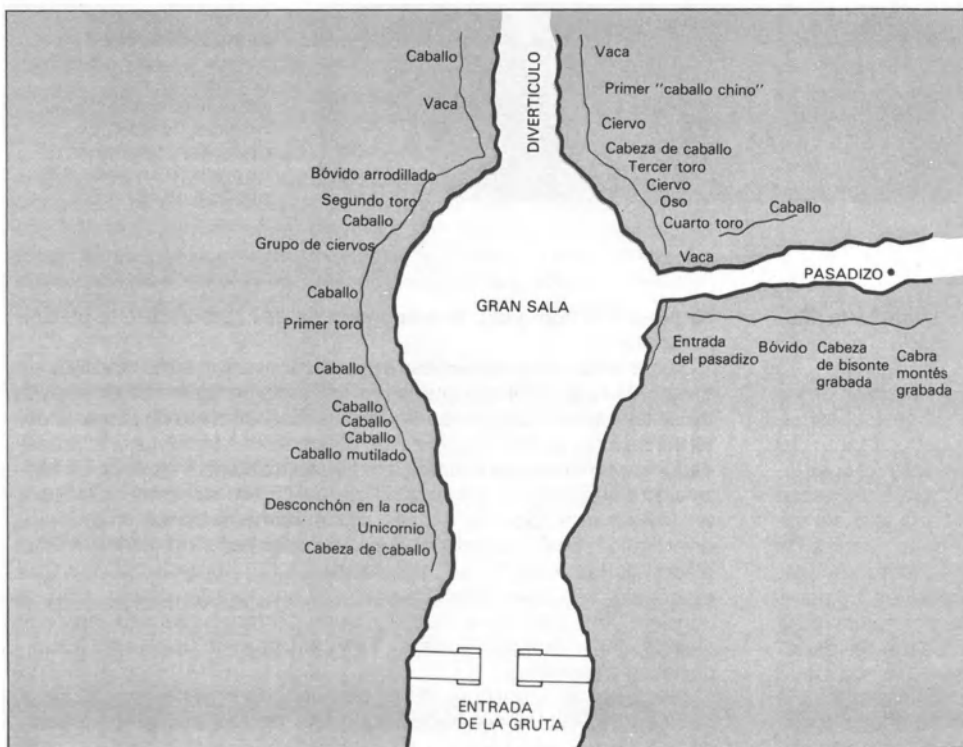 Caballo
Vaca
Bóvido arrodillado
Segundo toro
Caballo
Grupo de ciervos
Caballo
Primer toro
Caballo
Caballo
Caballo
Caballo
Caballo mutilado
Desconchón en la roca
Unicornio
Cabeza de caballo
DIVERTICULO
Vaca
Primer "caballo chino"
Ciervo
Cabeza de caballo
Tercer toro
Ciervo
Oso
Cuarto toro
Caballo
Vaca
PASADIZO
GRAN SALA
Entrada
del pasadizo
Bóvido
Cabeza
de bisonte
grabada
Cabra
montés
grabada
ENTRADA
DE LA GRUTA